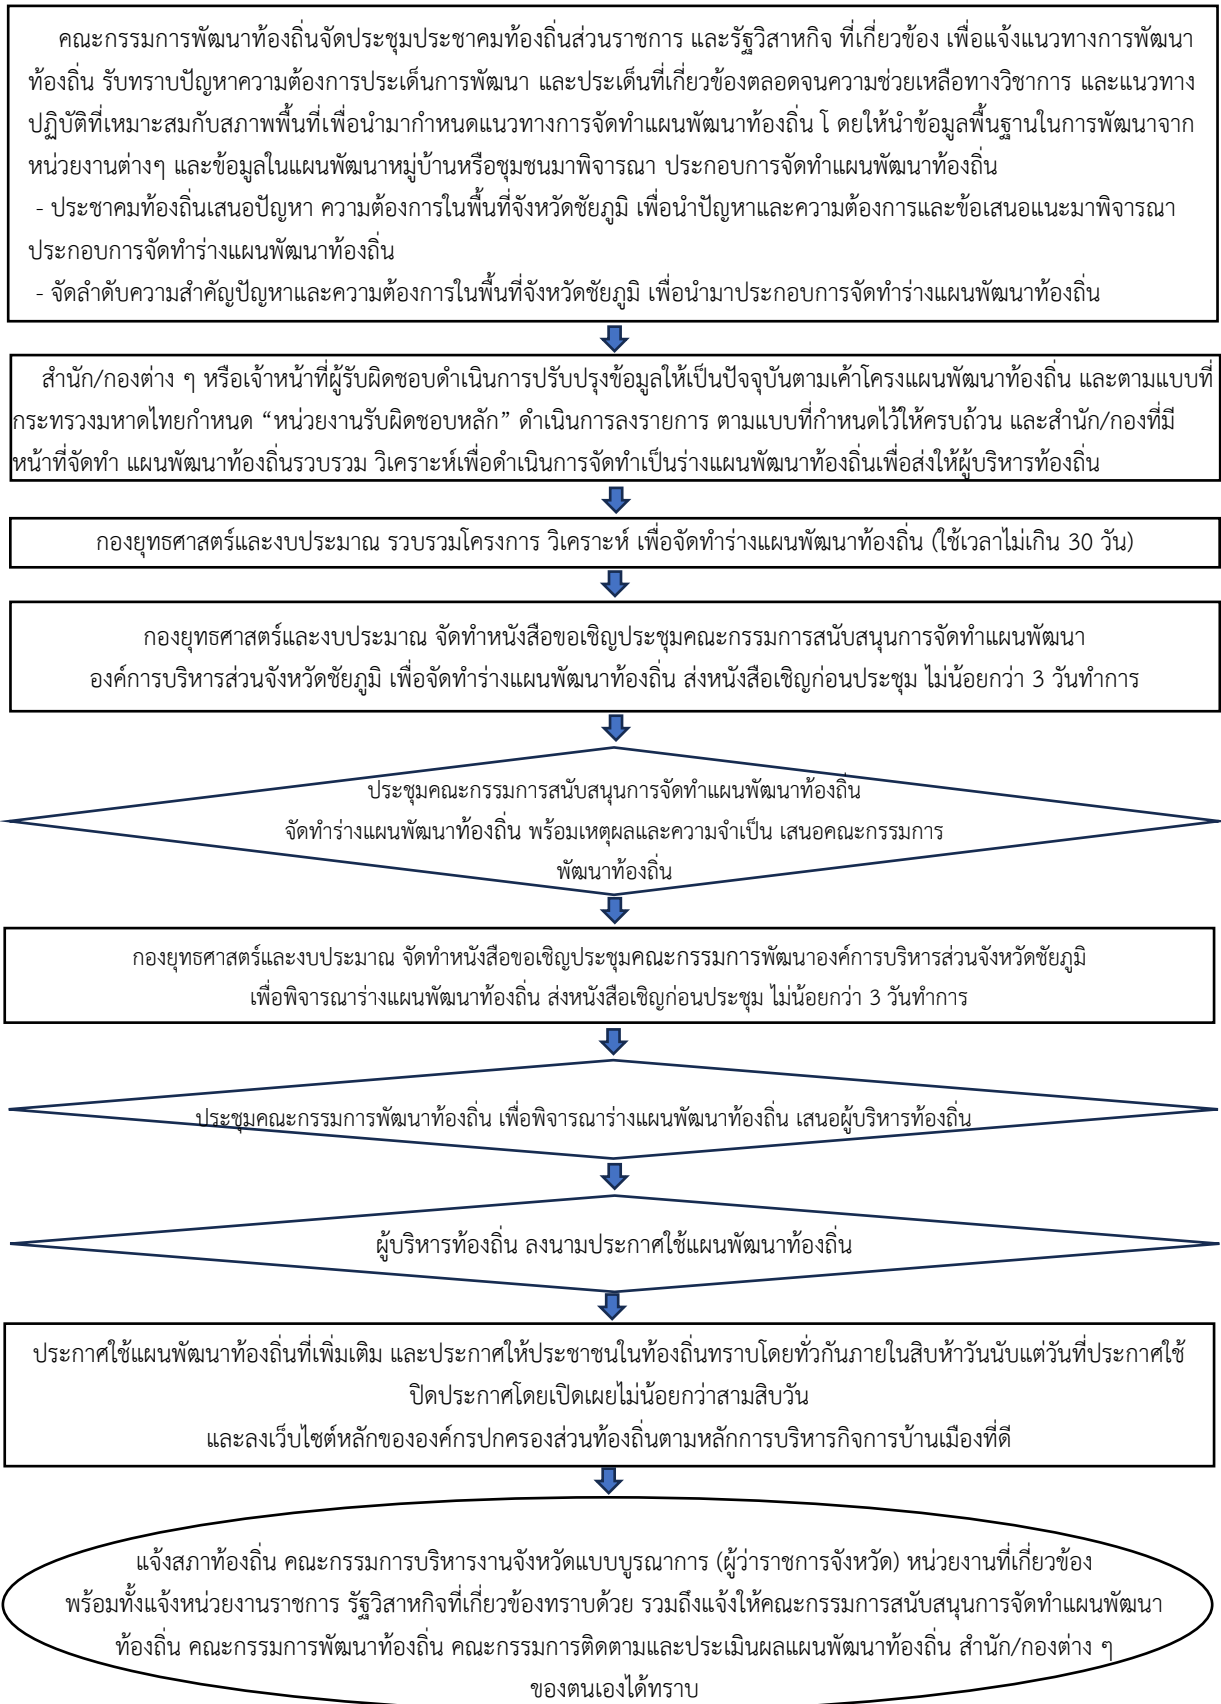 คณะกรรมการพัฒนาท้องถิ่นจัดประชุมประชาคมท้องถิ่นส่วนราชการ และรัฐวิสาหกิจ ที่เกี่ยวข้อง เพื่อแจ้งแนวทางการพัฒนา
ท้องถิ่น รับทราบปัญหาความต้องการประเด็นการพัฒนา และประเด็นที่เกี่ยวข้องตลอดจนความช่วยเหลือทางวิชาการ และแนวทาง
ปฏิบัติที่เหมาะสมกับสภาพพื้นที่เพื่อนำมากำหนดแนวทางการจัดทำแผนพัฒนาท้องถิ่น โ ดยให้นำข้อมูลพื้นฐานในการพัฒนาจาก
หน่วยงานต่างๆ และข้อมูลในแผนพัฒนาหมู่บ้านหรือชุมชนมาพิจารณา ประกอบการจัดทำแผนพัฒนาท้องถิ่น
- ประชาคมท้องถิ่นเสนอปัญหา ความต้องการในพื้นที่จังหวัดชัยภูมิ เพื่อนำปัญหาและความต้องการและข้อเสนอแนะมาพิจารณา
ประกอบการจัดทำร่างแผนพัฒนาท้องถิ่น
- จัดลำดับความสำคัญปัญหาและความต้องการในพื้นที่จังหวัดชัยภูมิ เพื่อนำมาประกอบการจัดทำร่างแผนพัฒนาท้องถิ่น
สำนัก/กองต่าง ๆ หรือเจ้าหน้าที่ผู้รับผิดชอบดำเนินการปรับปรุงข้อมูลให้เป็นปัจจุบันตามเค้าโครงแผนพัฒนาท้องถิ่น และตามแบบที่
กระทรวงมหาดไทยกำหนด “หน่วยงานรับผิดชอบหลัก” ดำเนินการลงรายการ ตามแบบที่กำหนดไว้ให้ครบถ้วน และสำนัก/กองที่มี
หน้าที่จัดทำ แผนพัฒนาท้องถิ่นรวบรวม วิเคราะห์เพื่อดำเนินการจัดทำเป็นร่างแผนพัฒนาท้องถิ่นเพื่อส่งให้ผู้บริหารท้องถิ่น
กองยุทธศาสตร์และงบประมาณ รวบรวมโครงการ วิเคราะห์ เพื่อจัดทำร่างแผนพัฒนาท้องถิ่น (ใช้เวลาไม่เกิน 30 วัน)
กองยุทธศาสตร์และงบประมาณ จัดทำหนังสือขอเชิญประชุมคณะกรรมการสนับสนุนการจัดทำแผนพัฒนา
องค์การบริหารส่วนจังหวัดชัยภูมิ เพื่อจัดทำร่างแผนพัฒนาท้องถิ่น ส่งหนังสือเชิญก่อนประชุม ไม่น้อยกว่า 3 วันทำการ
ประชุมคณะกรรมการสนับสนุนการจัดทำแผนพัฒนาท้องถิ่น
จัดทำร่างแผนพัฒนาท้องถิ่น พร้อมเหตุผลและความจำเป็น เสนอคณะกรรมการ
พัฒนาท้องถิ่น
กองยุทธศาสตร์และงบประมาณ จัดทำหนังสือขอเชิญประชุมคณะกรรมการพัฒนาองค์การบริหารส่วนจังหวัดชัยภูมิ
เพื่อพิจารณาร่างแผนพัฒนาท้องถิ่น ส่งหนังสือเชิญก่อนประชุม ไม่น้อยกว่า 3 วันทำการ
ประชุมคณะกรรมการพัฒนาท้องถิ่น เพื่อพิจารณาร่างแผนพัฒนาท้องถิ่น เสนอผู้บริหารท้องถิ่น
ผู้บริหารท้องถิ่น ลงนามประกาศใช้แผนพัฒนาท้องถิ่น
ประกาศใช้แผนพัฒนาท้องถิ่นที่เพิ่มเติม และประกาศให้ประชาชนในท้องถิ่นทราบโดยทั่วกันภายในสิบห้าวันนับแต่วันที่ประกาศใช้
ปิดประกาศโดยเปิดเผยไม่น้อยกว่าสามสิบวัน
และลงเว็บไซต์หลักขององค์กรปกครองส่วนท้องถิ่นตามหลักการบริหารกิจการบ้านเมืองที่ดี
แจ้งสภาท้องถิ่น คณะกรรมการบริหารงานจังหวัดแบบบูรณาการ (ผู้ว่าราชการจังหวัด) หน่วยงานที่เกี่ยวข้อง
พร้อมทั้งแจ้งหน่วยงานราชการ รัฐวิสาหกิจที่เกี่ยวข้องทราบด้วย รวมถึงแจ้งให้คณะกรรมการสนับสนุนการจัดทำแผนพัฒนา
ท้องถิ่น คณะกรรมการพัฒนาท้องถิ่น คณะกรรมการติดตามและประเมินผลแผนพัฒนาท้องถิ่น สำนัก/กองต่าง ๆ
ของตนเองได้ทราบ